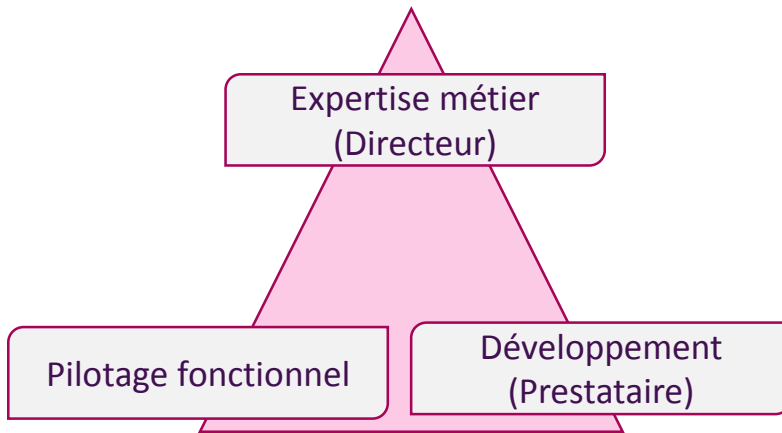 Expertise métier
(Directeur)
Pilotage fonctionnel
Développement
(Prestataire)